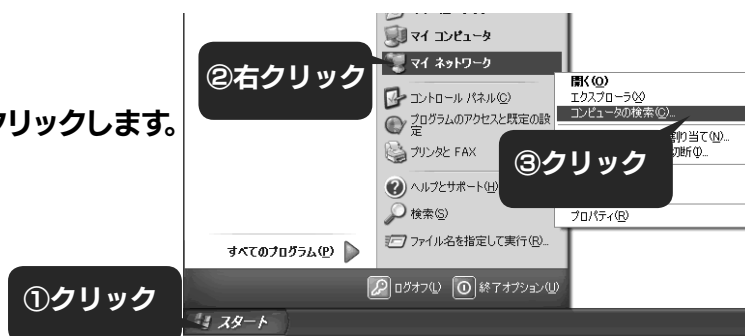 クリックします。
マイ コンピュータ
マイ ネットワーク
②右クリック
コントロール パネル(C)
プログラムのアクセスと既定の設
定
プリンタと FAX
ヘルプとサポート(H)
検索(S)
ファイル名を指定して実行(R)...
すべてのプログラム(P)
開く(O)
エクスプローラ(X)
コンピュータの検索(C)...
割り当て(N)...
切断(I)...
③クリック
プロパティ(R)
ログオフ(L)
終了オプション(U)
①クリック
スタート